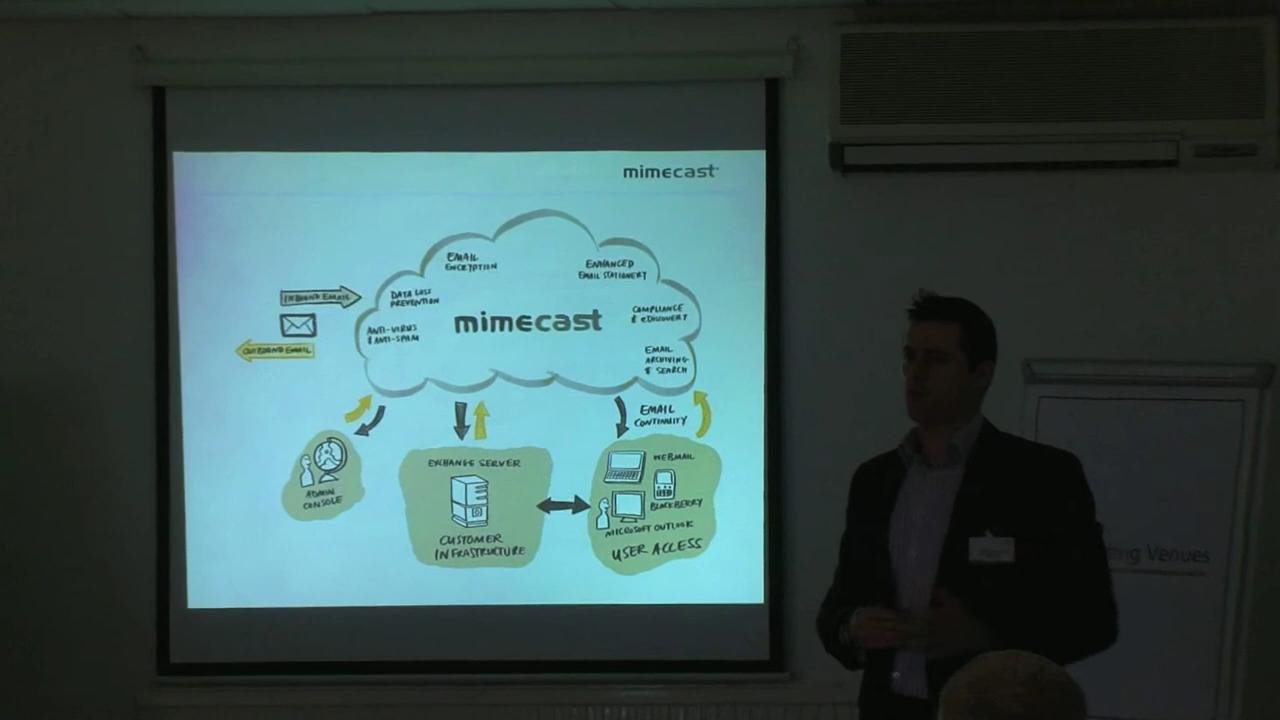 mimecast
EMAIL
ENCRYPTION
ENHANCED
EMAIL STATIONERY
INBOUND EMAIL
DATA LOSS
PREVENTION
COMPLIANCE
& eDISCOVERY
mimecast
ANTI-VIRUS
& ANTI-SPAM
OUTBOUND EMAIL
EMAIL
ARCHIVING
& SEARCH
EMAIL
CONTINUITY
EXCHANGE SERVER
WEBMAIL
ADMIN
CONSOLE
BLACKBERRY
MICROSOFT OUTLOOK
CUSTOMER
INFRASTRUCTURE
USER ACCESS
Venues